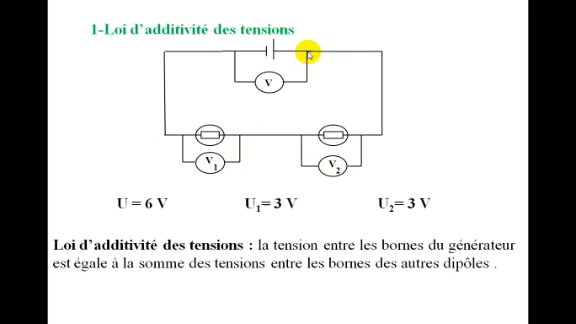 1-Loi d’additivité des tensions
V
V1
V2
U = 6 V U1= 3 V U2= 3 V
Loi d’additivité des tensions : la tension entre les bornes du générateur
est égale à la somme des tensions entre les bornes des autres dipôles .